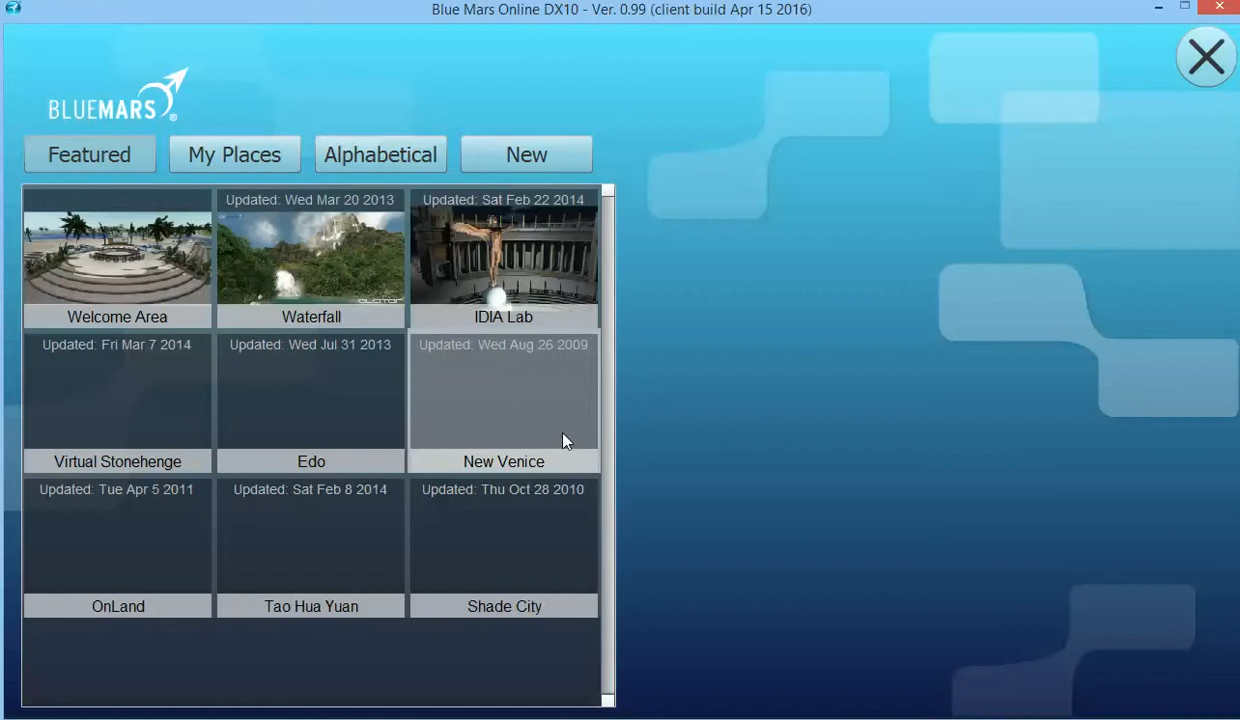 Blue Mars Online DX10 - Ver. 0.99 (client build Apr 15 2016)
BLUEMARS®
Featured
My Places
Alphabetical
New
Updated: Wed Mar 20 2013
Updated: Sat Feb 22 2014
Welcome Area
Waterfall
IDIA Lab
Updated: Fri Mar 7 2014
Updated: Wed Jul 31 2013
Updated: Wed Aug 26 2009
Virtual Stonehenge
Edo
New Venice
Updated: Tue Apr 5 2011
Updated: Sat Feb 8 2014
Updated: Thu Oct 28 2010
OnLand
Tao Hua Yuan
Shade City